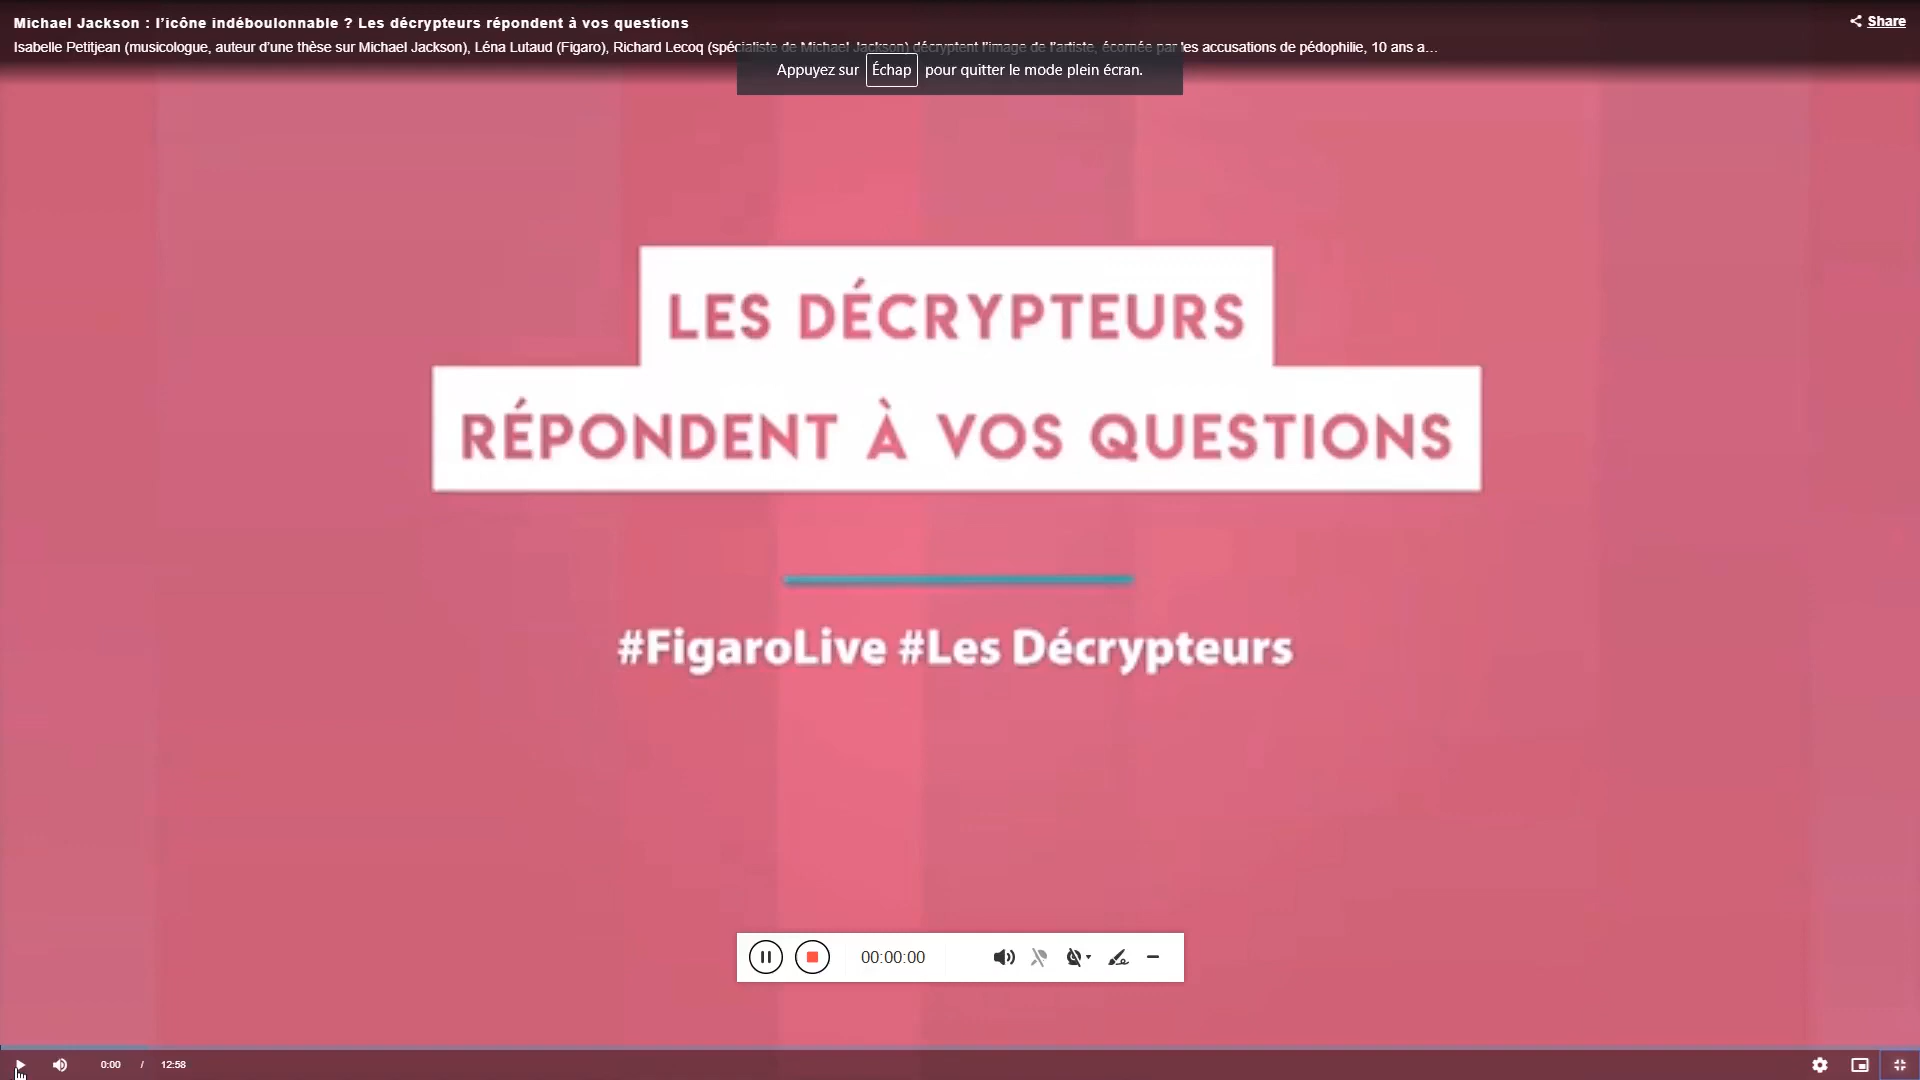 Michael Jackson : l’icône indéboulonnable ? Les décrypteurs répondent à vos questions
Share
Isabelle Petitjean (musicologue, auteur d’une thèse sur Michael Jackson), Léna Lutaud (Figaro), Richard Lecoq (spécialiste de Michael Jackson) décryptent l’image de l’artiste, écornée par les accusations de pédophilie, 10 ans a…
Appuyez sur Échap pour quitter le mode plein écran.
LES DÉCRYPTEURS
RÉPONDENT À VOS QUESTIONS
#FigaroLive #Les Décrypteurs
00:00:00
0:00 / 12:58